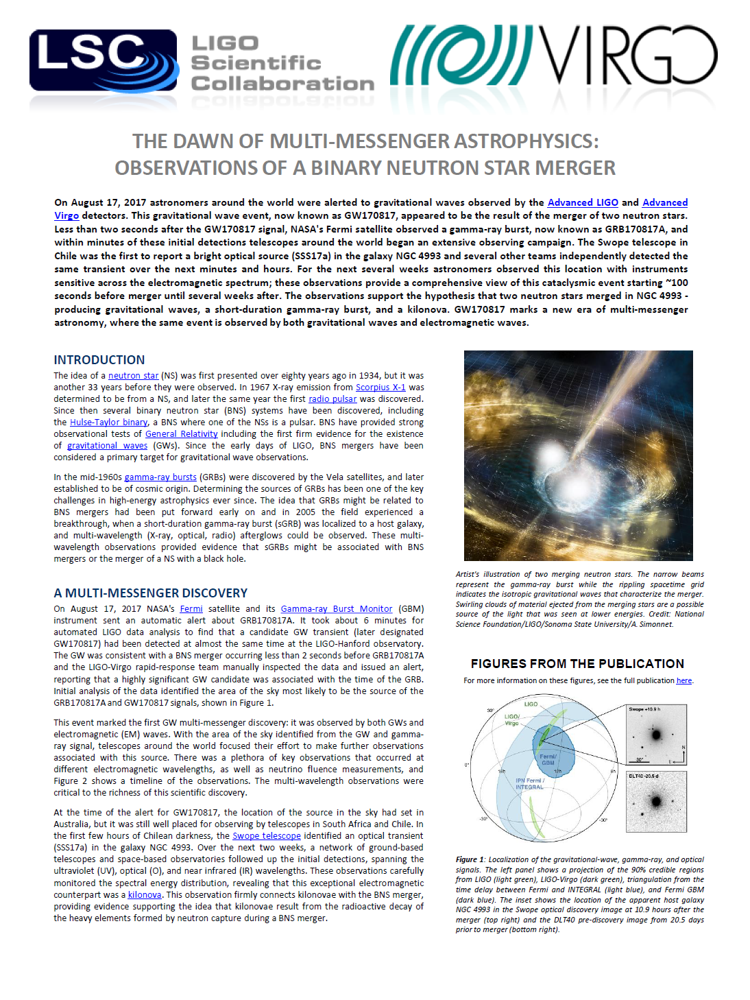 LSC
LIGO
Scientific
Collaboration
VIRGO
THE DAWN OF MULTI-MESSENGER ASTROPHYSICS:
OBSERVATIONS OF A BINARY NEUTRON STAR MERGER
On August 17, 2017 astronomers around the world were alerted to gravitational waves observed by the Advanced LIGO and Advanced
Virgo detectors. This gravitational wave event, now known as GW170817, appeared to be the result of the merger of two neutron stars.
Less than two seconds after the GW170817 signal, NASA's Fermi satellite observed a gamma-ray burst, now known as GRB170817A, and
within minutes of these initial detections telescopes around the world began an extensive observing campaign. The Swope telescope in
Chile was the first to report a bright optical source (SSS17a) in the galaxy NGC 4993 and several other teams independently detected the
same transient over the next minutes and hours. For the next several weeks astronomers observed this location with instruments
sensitive across the electromagnetic spectrum; these observations provide a comprehensive view of this cataclysmic event starting ~100
seconds before merger until several weeks after. The observations support the hypothesis that two neutron stars merged in NGC 4993 -
producing gravitational waves, a short-duration gamma-ray burst, and a kilonova. GW170817 marks a new era of multi-messenger
astronomy, where the same event is observed by both gravitational waves and electromagnetic waves.
INTRODUCTION
The idea of a neutron star (NS) was first presented over eighty years ago in 1934, but it was
another 33 years before they were observed. In 1967 X-ray emission from Scorpius X-1 was
determined to be from a NS, and later the same year the first radio pulsar was discovered.
Since then several binary neutron star (BNS) systems have been discovered, including
the Hulse-Taylor binary, a BNS where one of the NSs is a pulsar. BNS have provided strong
observational tests of General Relativity including the first firm evidence for the existence
of gravitational waves (GWs). Since the early days of LIGO, BNS mergers have been
considered a primary target for gravitational wave observations.
In the mid-1960s gamma-ray bursts (GRBs) were discovered by the Vela satellites, and later
established to be of cosmic origin. Determining the sources of GRBs has been one of the key
challenges in high-energy astrophysics ever since. The idea that GRBs might be related to
BNS mergers had been put forward early on and in 2005 the field experienced a
breakthrough, when a short-duration gamma-ray burst (sGRB) was localized to a host galaxy,
and multi-wavelength (X-ray, optical, radio) afterglows could be observed. These multi-
wavelength observations provided evidence that sGRBs might be associated with BNS
mergers or the merger of a NS with a black hole.
A MULTI-MESSENGER DISCOVERY
On August 17, 2017 NASA's Fermi satellite and its Gamma-ray Burst Monitor (GBM)
instrument sent an automatic alert about GRB170817A. It took about 6 minutes for
automated LIGO data analysis to find that a candidate GW transient (later designated
GW170817) had been detected at almost the same time at the LIGO-Hanford observatory.
The GW was consistent with a BNS merger occurring less than 2 seconds before GRB170817A
and the LIGO-Virgo rapid-response team manually inspected the data and issued an alert,
reporting that a highly significant GW candidate was associated with the time of the GRB.
Initial analysis of the data identified the area of the sky most likely to be the source of the
GRB170817A and GW170817 signals, shown in Figure 1.
This event marked the first GW multi-messenger discovery: it was observed by both GWs and
electromagnetic (EM) waves. With the area of the sky identified from the GW and gamma-
ray signal, telescopes around the world focused their effort to make further observations
associated with this source. There was a plethora of key observations that occurred at
different electromagnetic wavelengths, as well as neutrino fluence measurements, and
Figure 2 shows a timeline of the observations. The multi-wavelength observations were
critical to the richness of this scientific discovery.
At the time of the alert for GW170817, the location of the source in the sky had set in
Australia, but it was still well placed for observing by telescopes in South Africa and Chile. In
the first few hours of Chilean darkness, the Swope telescope identified an optical transient
(SSS17a) in the galaxy NGC 4993. Over the next two weeks, a network of ground-based
telescopes and space-based observatories followed up the initial detections, spanning the
ultraviolet (UV), optical (O), and near infrared (IR) wavelengths. These observations carefully
monitored the spectral energy distribution, revealing that this exceptional electromagnetic
counterpart was a kilonova. This observation firmly connects kilonovae with the BNS merger,
providing evidence supporting the idea that kilonovae result from the radioactive decay of
the heavy elements formed by neutron capture during a BNS merger.
Artist's illustration of two merging neutron stars. The narrow beams
represent the gamma-ray burst while the rippling spacetime grid
indicates the isotropic gravitational waves that characterize the merger.
Swirling clouds of material ejected from the merging stars are a possible
source of the light that was seen at lower energies. Credit: National
Science Foundation/LIGO/Sonoma State University/A. Simonnet.
FIGURES FROM THE PUBLICATION
For more information on these figures, see the full publication here.
LIGO
30°
LIGO/
Virgo
30°
Fermi/
GBM
0°
16h
12h
8h
IPN Fermi /
INTEGRAL
-30°
-30°
Swope +10.9 h
N
30"
E
DLT40 -20.5 d
Figure 1: Localization of the gravitational-wave, gamma-ray, and optical
signals. The left panel shows a projection of the 90% credible regions
from LIGO (light green), LIGO-Virgo (dark green), triangulation from the
time delay between Fermi and INTEGRAL (light blue), and Fermi GBM
(dark blue). The inset shows the location of the apparent host galaxy
NGC 4993 in the Swope optical discovery image at 10.9 hours after the
merger (top right) and the DLT40 pre-discovery image from 20.5 days
prior to merger (bottom right).